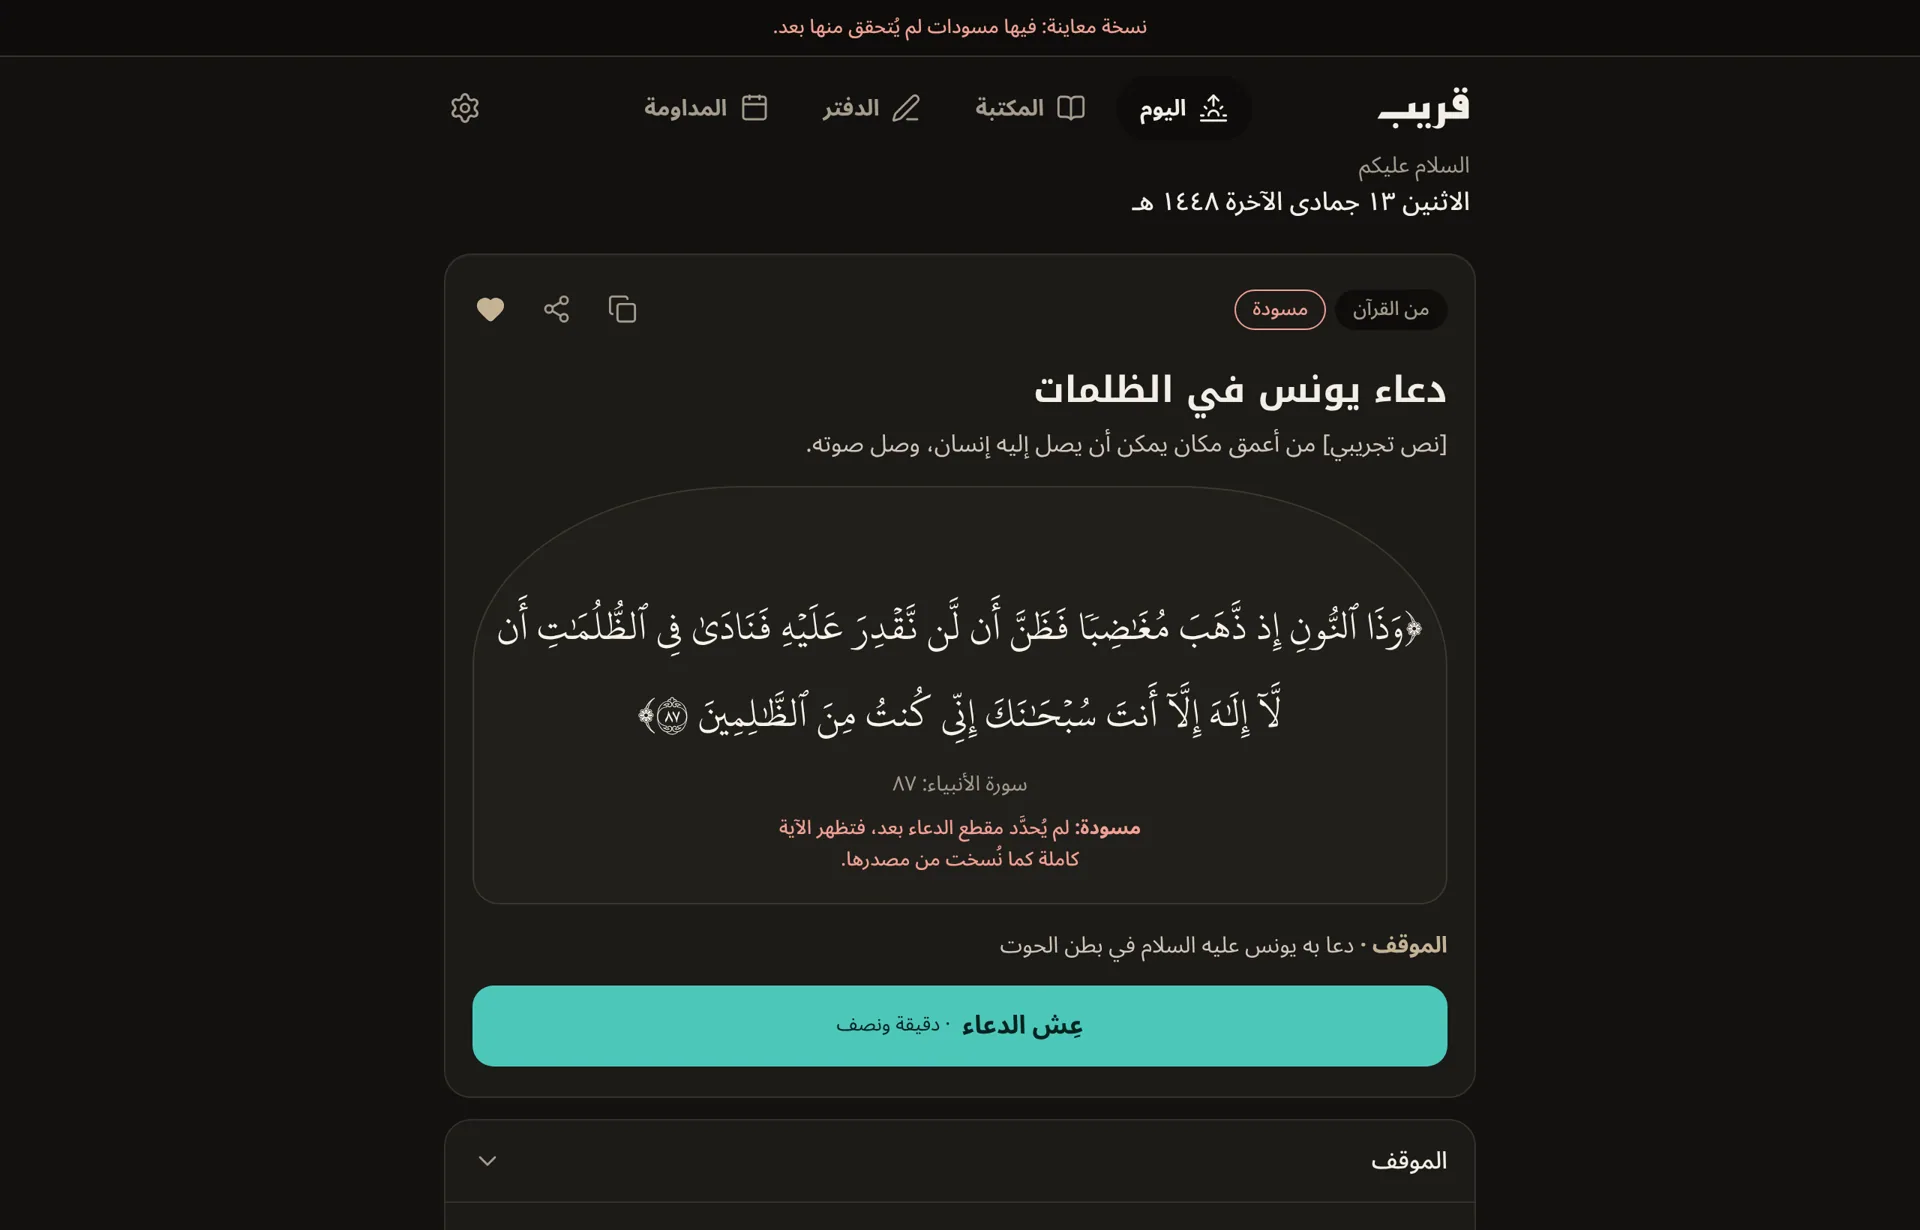 نسخة معاينة: فيها مسودات لم يُتحقق منها بعد.
قريب
اليوم
المكتبة
الدفتر
المداومة
السلام عليكم
الاثنين ١٣ جمادى الآخرة ١٤٤٨ هـ
من القرآن
مسودة
دعاء يونس في الظلمات
[نص تجريبي] من أعمق مكان يمكن أن يصل إليه إنسان، وصل صوته.
﴿وَذَا ٱلنُّونِ إِذ ذَّهَبَ مُغَٰضِبٗا فَظَنَّ أَن لَّن نَّقۡدِرَ عَلَيۡهِ فَنَادَىٰ فِي ٱلظُّلُمَٰتِ أَن
لَّآ إِلَٰهَ إِلَّآ أَنتَ سُبۡحَٰنَكَ إِنِّي كُنتُ مِنَ ٱلظَّٰلِمِينَ ٨٧﴾
سورة الأنبياء: ٨٧
مسودة: لم يُحدَّد مقطع الدعاء بعد، فتظهر الآية
كاملة كما نُسخت من مصدرها.
الموقف · دعا به يونس عليه السلام في بطن الحوت
عِش الدعاء · دقيقة ونصف
الموقف